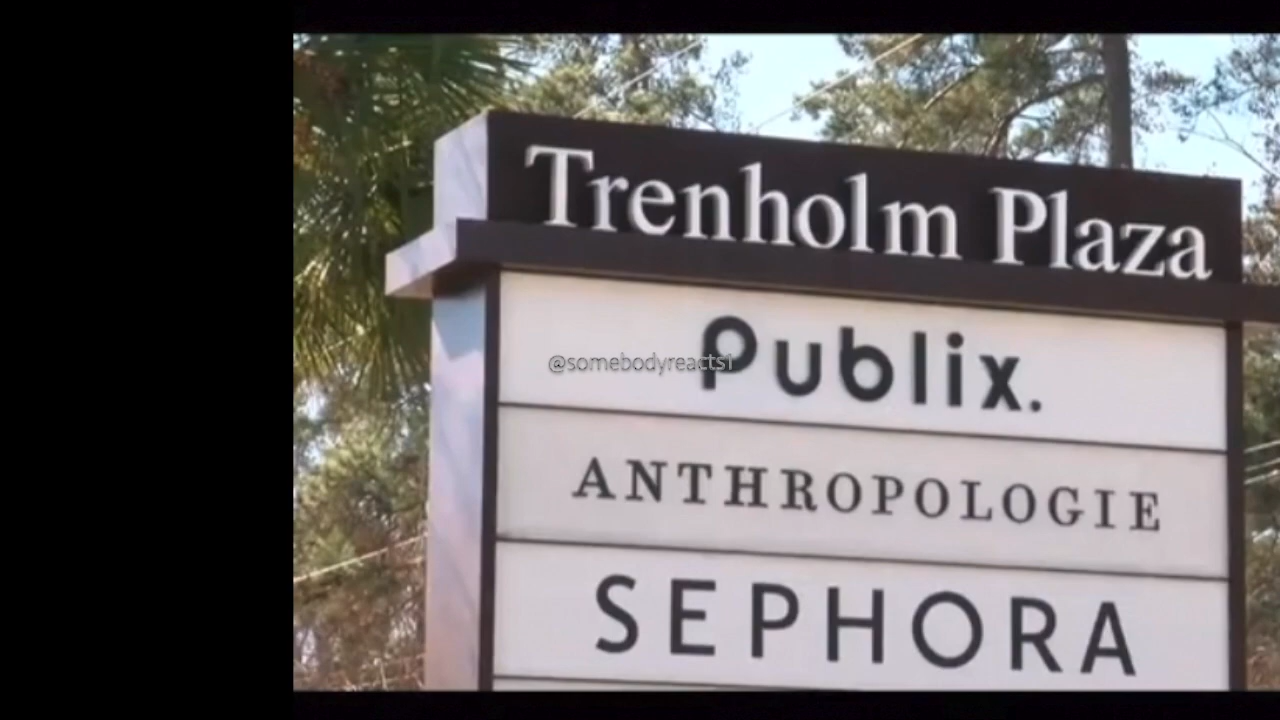 Trenholm Plaza
Publix.
@somebodyreacts1
ANTHROPOLOGIE
SEPHORA